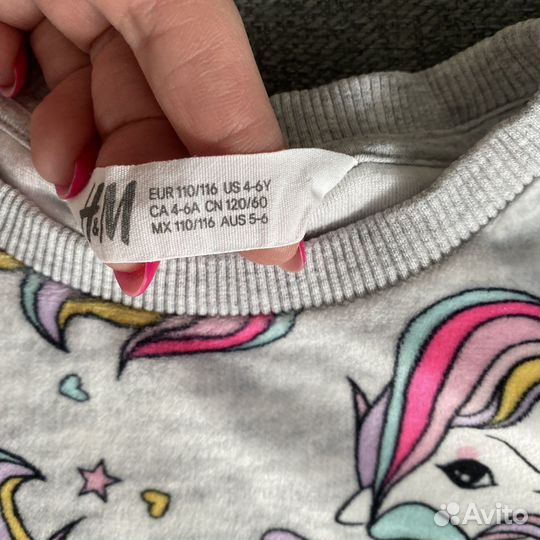 H&M
EUR 110/116 US 4-6Y
CA 4-6A CN 120/60
MX 110/116 AUS 5-6
Avito